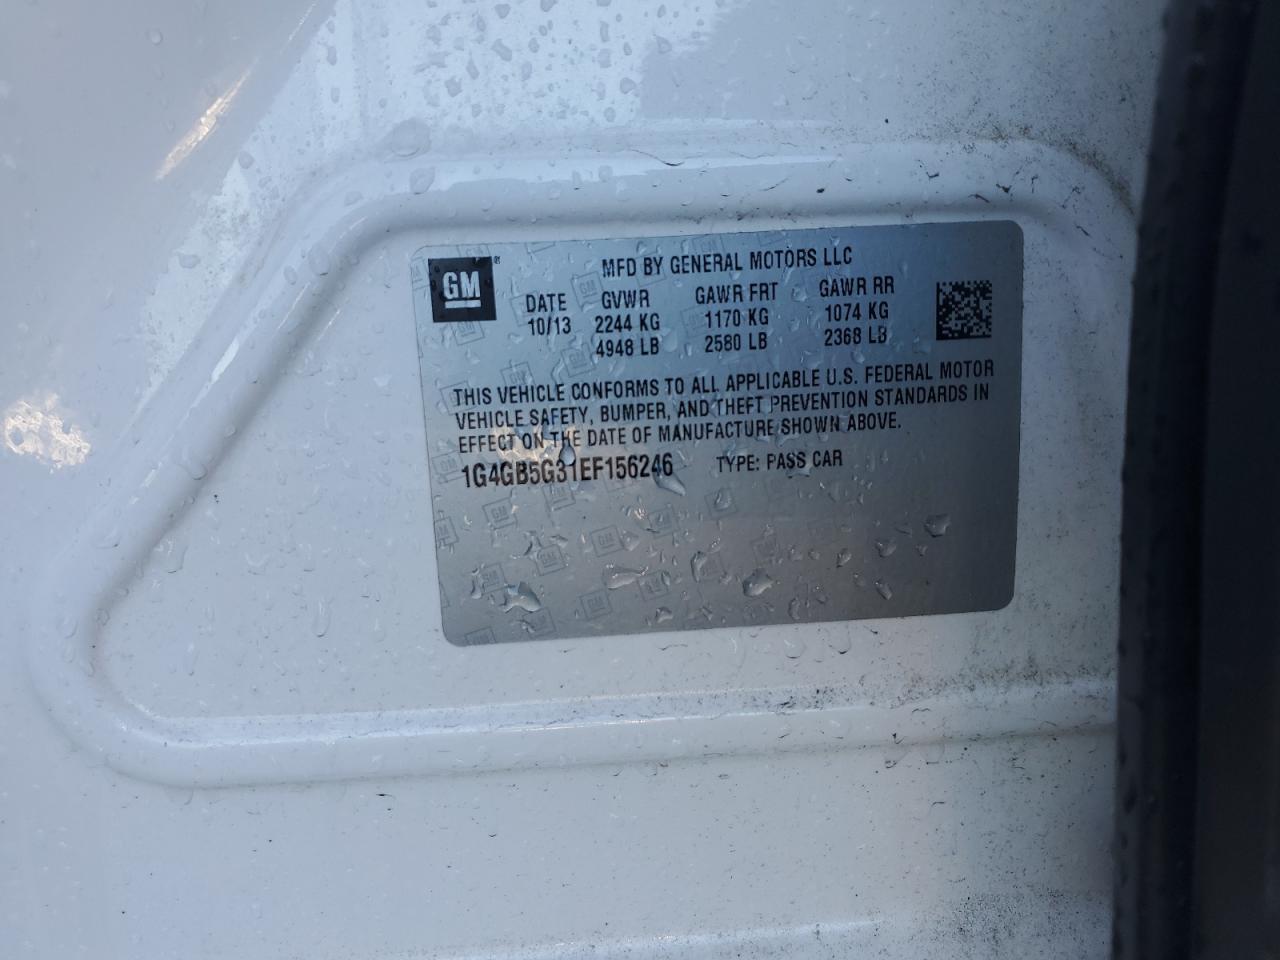 GM®
MFD BY GENERAL MOTORS LLC
DATE GVWR GAWR FRT GAWR RR
10/13 2244 KG 1170 KG 1074 KG
4948 LB 2580 LB 2368 LB
THIS VEHICLE CONFORMS TO ALL APPLICABLE U.S. FEDERAL MOTOR
VEHICLE SAFETY, BUMPER, AND THEFT PREVENTION STANDARDS IN
EFFECT ON THE DATE OF MANUFACTURE SHOWN ABOVE.
1G4GB5G31EF156246 TYPE: PASS CAR